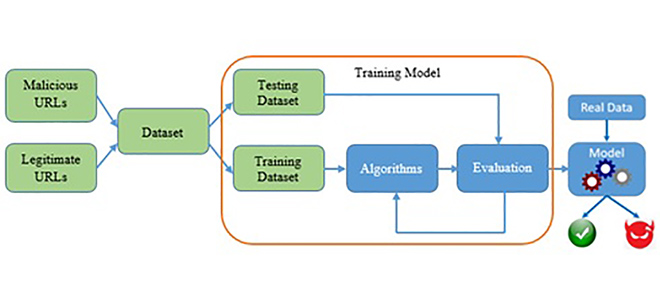 Malicious
URLs
Legitimate
URLs
Dataset
Training Model
Testing
Dataset
Training
Dataset
Algorithms
Evaluation
Real Data
Model